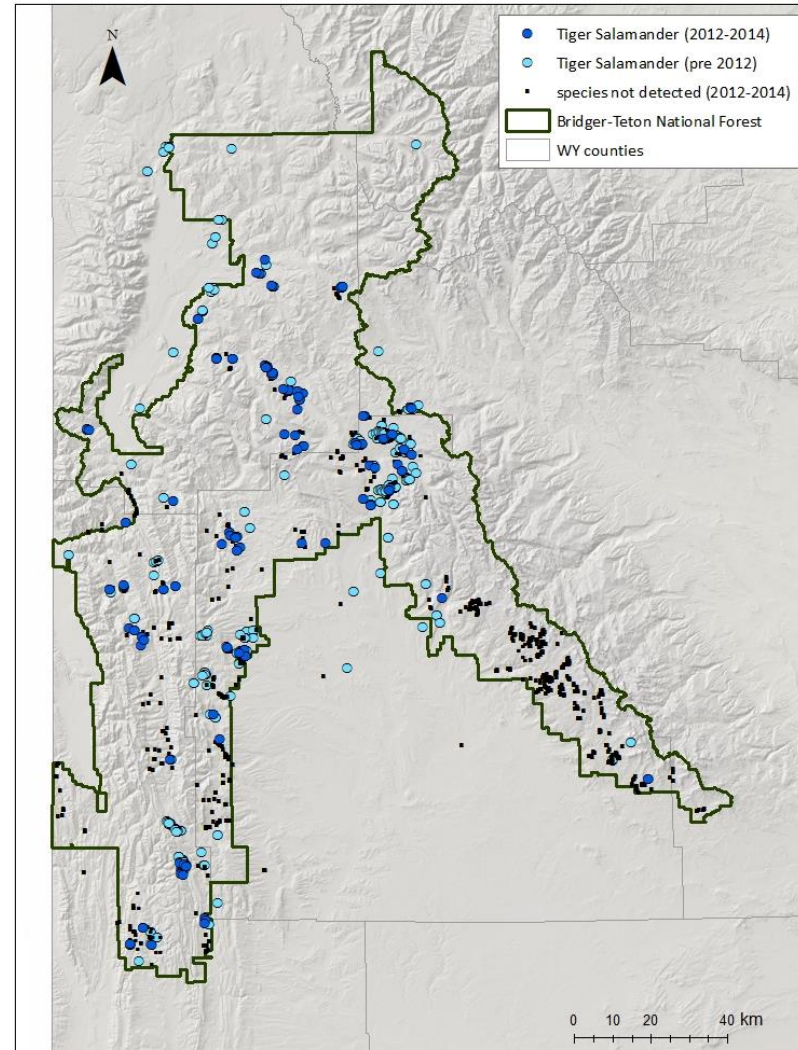 N
Tiger Salamander (2012-2014)
Tiger Salamander (pre 2012)
species not detected (2012-2014)
Bridger-Teton National Forest
WY counties
0 10 20 40 km